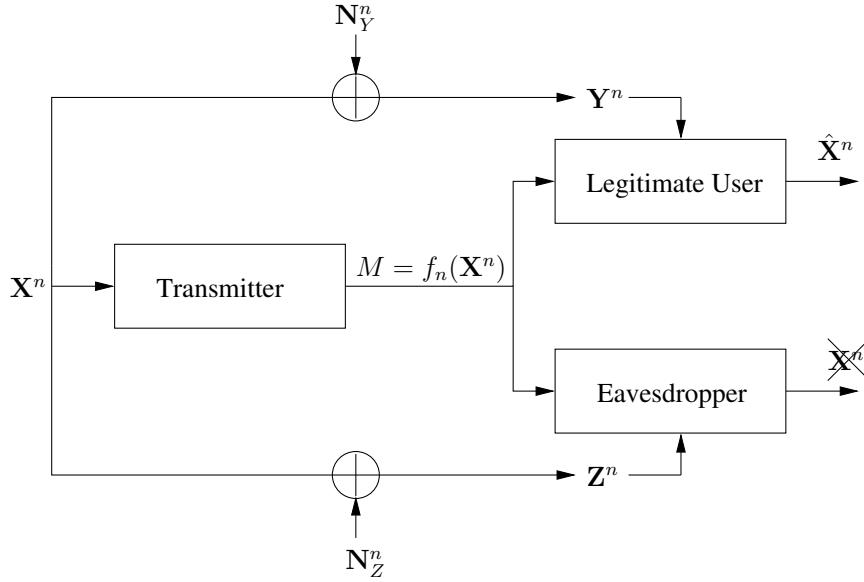 N_Y^n
Y^n
X̂^n
Legitimate User
M = f_n(X^n)
X^n
Transmitter
X^n
Eavesdropper
Z^n
N_Z^n